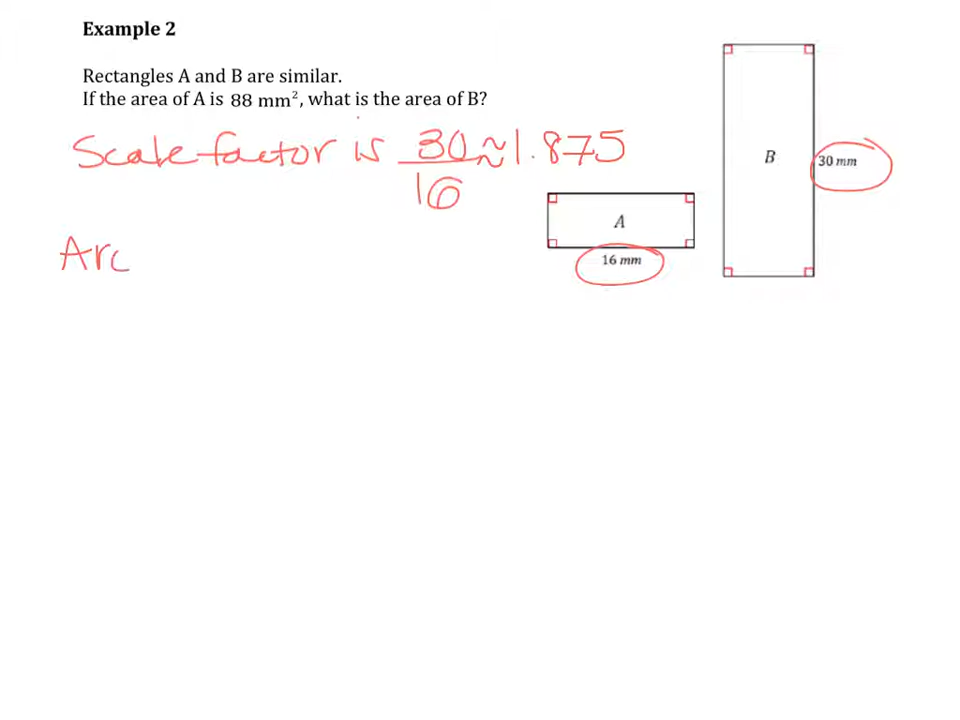 Example 2
Rectangles A and B are similar.
If the area of A is 88 mm², what is the area of B?
Scale factor is 30/16 ≈ 1.875
B
30 mm
A
16 mm
Arc